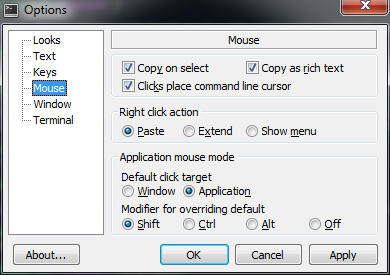 Options
Looks
Text
Keys
Mouse
Window
Terminal
Mouse
Copy on select Copy as rich text
Clicks place command line cursor
Right click action
Paste Extend Show menu
Application mouse mode
Default click target
Window Application
Modifier for overriding default
Shift Ctrl Alt Off
About... OK Cancel Apply